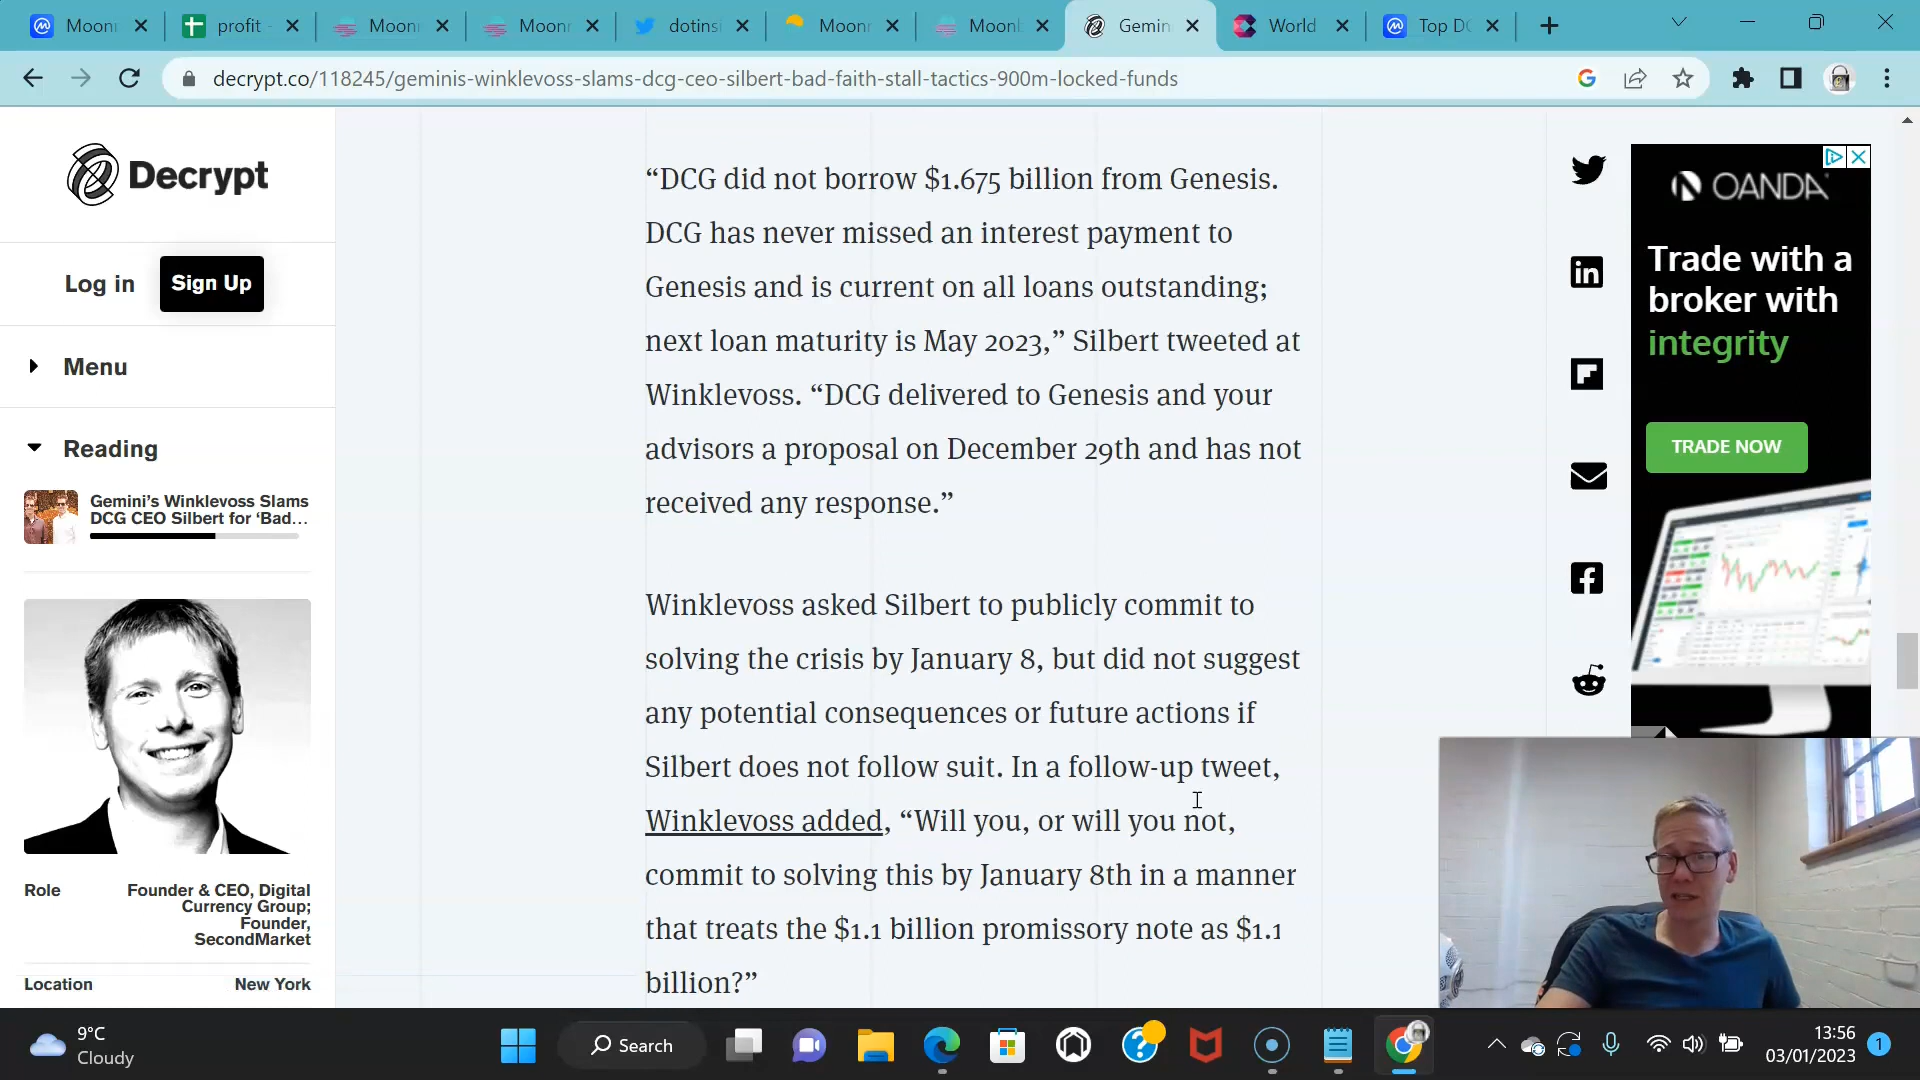 Moonr
profit -
Moonr
Moonr
dotinsi
Moonr
Moonb
Gemin
World
Top DC
decrypt.co/118245/geminis-winklevoss-slams-dcg-ceo-silbert-bad-faith-stall-tactics-900m-locked-funds
Decrypt
Log in
Sign Up
Menu
Reading
Gemini’s Winklevoss Slams
DCG CEO Silbert for ‘Bad...
Role
Founder & CEO, Digital
Currency Group;
Founder,
SecondMarket
Location
New York
“DCG did not borrow $1.675 billion from Genesis.
DCG has never missed an interest payment to
Genesis and is current on all loans outstanding;
next loan maturity is May 2023,” Silbert tweeted at
Winklevoss. “DCG delivered to Genesis and your
advisors a proposal on December 29th and has not
received any response.”
Winklevoss asked Silbert to publicly commit to
solving the crisis by January 8, but did not suggest
any potential consequences or future actions if
Silbert does not follow suit. In a follow-up tweet,
Winklevoss added, “Will you, or will you not,
commit to solving this by January 8th in a manner
that treats the $1.1 billion promissory note as $1.1
billion?”
OANDA
Trade with a
broker with
integrity
TRADE NOW
9°C
Cloudy
Search
13:56
03/01/2023
1